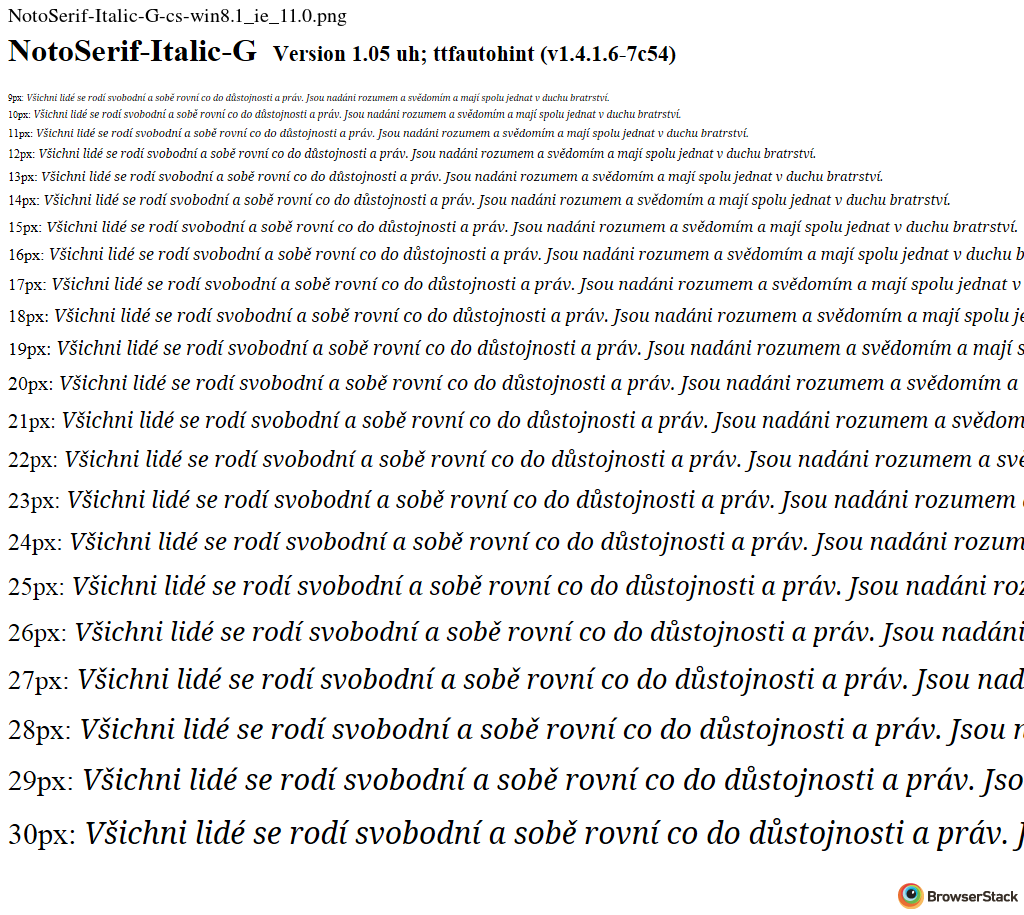 NotoSerif-Italic-G-cs-win8.1_ie_11.0.png
NotoSerif-Italic-G Version 1.05 uh; ttfautohint (v1.4.1.6-7c54)
9px: Všichni lidé se rodí svobodní a sobě rovní co do důstojnosti a práv. Jsou nadáni rozumem a svědomím a mají spolu jednat v duchu bratrství.
10px: Všichni lidé se rodí svobodní a sobě rovní co do důstojnosti a práv. Jsou nadáni rozumem a svědomím a mají spolu jednat v duchu bratrství.
11px: Všichni lidé se rodí svobodní a sobě rovní co do důstojnosti a práv. Jsou nadáni rozumem a svědomím a mají spolu jednat v duchu bratrství.
12px: Všichni lidé se rodí svobodní a sobě rovní co do důstojnosti a práv. Jsou nadáni rozumem a svědomím a mají spolu jednat v duchu bratrství.
13px: Všichni lidé se rodí svobodní a sobě rovní co do důstojnosti a práv. Jsou nadáni rozumem a svědomím a mají spolu jednat v duchu bratrství.
14px: Všichni lidé se rodí svobodní a sobě rovní co do důstojnosti a práv. Jsou nadáni rozumem a svědomím a mají spolu jednat v duchu bratrství.
15px: Všichni lidé se rodí svobodní a sobě rovní co do důstojnosti a práv. Jsou nadáni rozumem a svědomím a mají spolu jednat v duchu bratrství.
16px: Všichni lidé se rodí svobodní a sobě rovní co do důstojnosti a práv. Jsou nadáni rozumem a svědomím a mají spolu jednat v duchu b
17px: Všichni lidé se rodí svobodní a sobě rovní co do důstojnosti a práv. Jsou nadáni rozumem a svědomím a mají spolu jednat v
18px: Všichni lidé se rodí svobodní a sobě rovní co do důstojnosti a práv. Jsou nadáni rozumem a svědomím a mají spolu je
19px: Všichni lidé se rodí svobodní a sobě rovní co do důstojnosti a práv. Jsou nadáni rozumem a svědomím a mají s
20px: Všichni lidé se rodí svobodní a sobě rovní co do důstojnosti a práv. Jsou nadáni rozumem a svědomím a
21px: Všichni lidé se rodí svobodní a sobě rovní co do důstojnosti a práv. Jsou nadáni rozumem a svědom
22px: Všichni lidé se rodí svobodní a sobě rovní co do důstojnosti a práv. Jsou nadáni rozumem a svě
23px: Všichni lidé se rodí svobodní a sobě rovní co do důstojnosti a práv. Jsou nadáni rozumem
24px: Všichni lidé se rodí svobodní a sobě rovní co do důstojnosti a práv. Jsou nadáni rozum
25px: Všichni lidé se rodí svobodní a sobě rovní co do důstojnosti a práv. Jsou nadáni roz
26px: Všichni lidé se rodí svobodní a sobě rovní co do důstojnosti a práv. Jsou nadáni
27px: Všichni lidé se rodí svobodní a sobě rovní co do důstojnosti a práv. Jsou nad
28px: Všichni lidé se rodí svobodní a sobě rovní co do důstojnosti a práv. Jsou n
29px: Všichni lidé se rodí svobodní a sobě rovní co do důstojnosti a práv. Jso
30px: Všichni lidé se rodí svobodní a sobě rovní co do důstojnosti a práv. J
BrowserStack